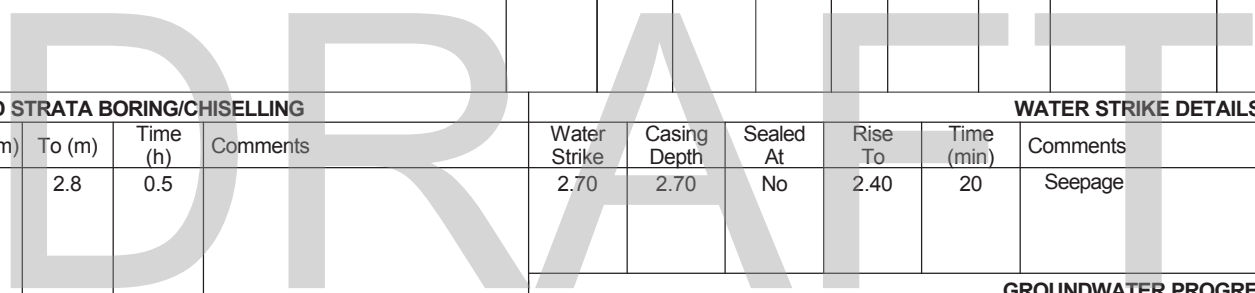 DRAFT
D STRATA BORING/CHISELLING WATER STRIKE DETAILS
m) To (m) Time (h) Comments Water Strike Casing Depth Sealed At Rise To Time (min) Comments
2.8 0.5 2.70 2.70 No 2.40 20 Seepage
GROUNDWATER PROGRE